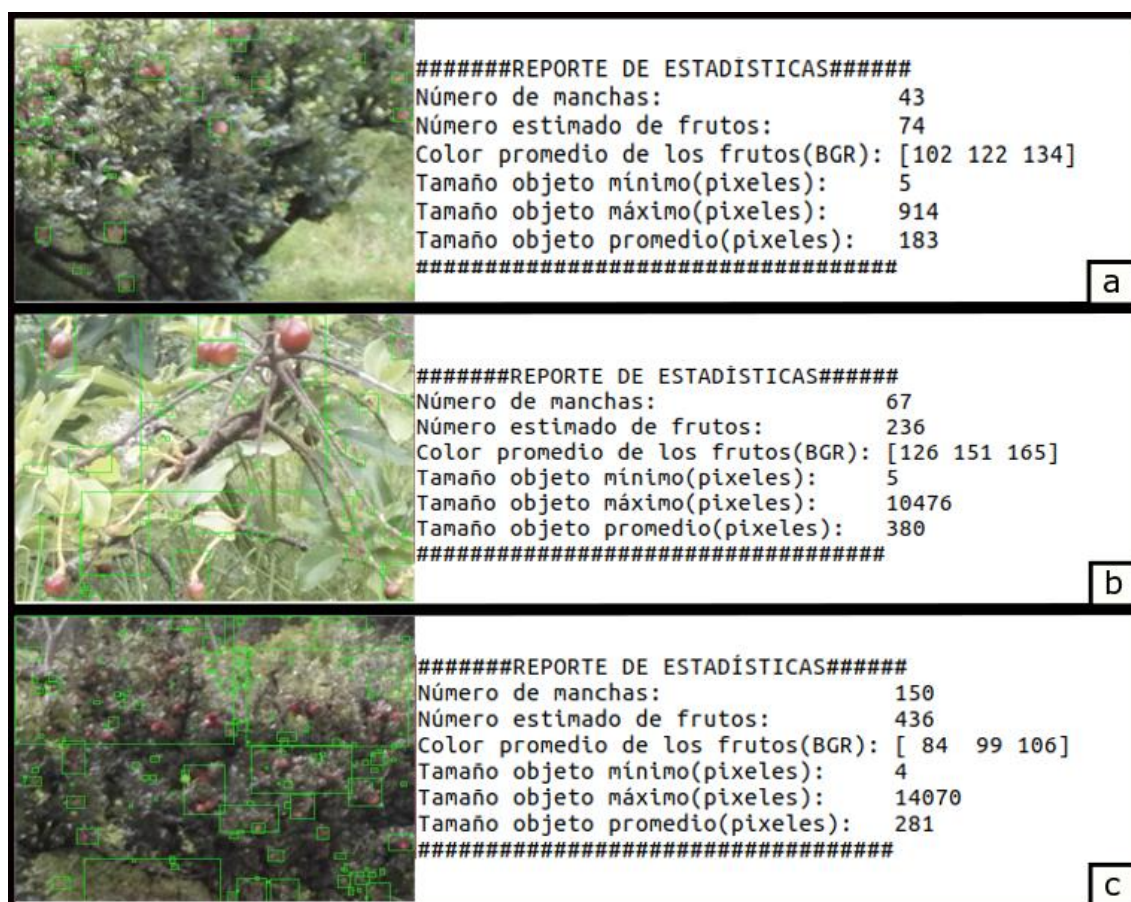 #######REPORTE DE ESTADÍSTICAS######
Número de manchas: 43
Número estimado de frutos: 74
Color promedio de los frutos(BGR): [102 122 134]
Tamaño objeto mínimo(pixeles): 5
Tamaño objeto máximo(pixeles): 914
Tamaño objeto promedio(pixeles): 183
###################################
a
#######REPORTE DE ESTADÍSTICAS######
Número de manchas: 67
Número estimado de frutos: 236
Color promedio de los frutos(BGR): [126 151 165]
Tamaño objeto mínimo(pixeles): 5
Tamaño objeto máximo(pixeles): 10476
Tamaño objeto promedio(pixeles): 380
###################################
b
#######REPORTE DE ESTADÍSTICAS######
Número de manchas: 150
Número estimado de frutos: 436
Color promedio de los frutos(BGR): [ 84  99 106]
Tamaño objeto mínimo(pixeles): 4
Tamaño objeto máximo(pixeles): 14070
Tamaño objeto promedio(pixeles): 281
###################################
c